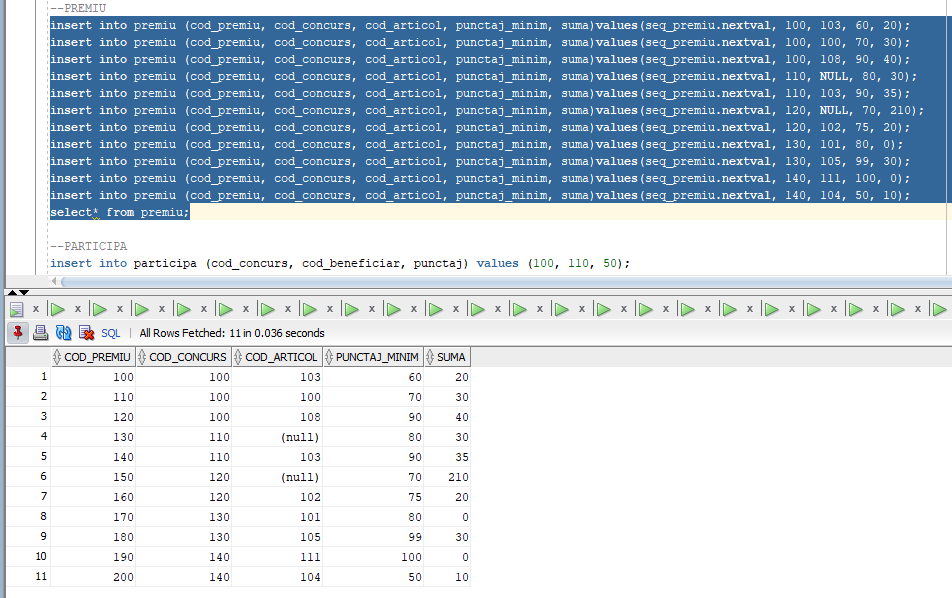 --PREMIU
insert into premiu (cod_premiu, cod_concurs, cod_articol, punctaj_minim, suma)values(seq_premiu.nextval, 100, 103, 60, 20);
insert into premiu (cod_premiu, cod_concurs, cod_articol, punctaj_minim, suma)values(seq_premiu.nextval, 100, 100, 70, 30);
insert into premiu (cod_premiu, cod_concurs, cod_articol, punctaj_minim, suma)values(seq_premiu.nextval, 100, 108, 90, 40);
insert into premiu (cod_premiu, cod_concurs, cod_articol, punctaj_minim, suma)values(seq_premiu.nextval, 110, NULL, 80, 30);
insert into premiu (cod_premiu, cod_concurs, cod_articol, punctaj_minim, suma)values(seq_premiu.nextval, 110, 103, 90, 35);
insert into premiu (cod_premiu, cod_concurs, cod_articol, punctaj_minim, suma)values(seq_premiu.nextval, 120, NULL, 70, 210);
insert into premiu (cod_premiu, cod_concurs, cod_articol, punctaj_minim, suma)values(seq_premiu.nextval, 120, 102, 75, 20);
insert into premiu (cod_premiu, cod_concurs, cod_articol, punctaj_minim, suma)values(seq_premiu.nextval, 130, 101, 80, 0);
insert into premiu (cod_premiu, cod_concurs, cod_articol, punctaj_minim, suma)values(seq_premiu.nextval, 130, 105, 99, 30);
insert into premiu (cod_premiu, cod_concurs, cod_articol, punctaj_minim, suma)values(seq_premiu.nextval, 140, 111, 100, 0);
insert into premiu (cod_premiu, cod_concurs, cod_articol, punctaj_minim, suma)values(seq_premiu.nextval, 140, 104, 50, 10);
select* from premiu;
--PARTICIPA
insert into participa (cod_concurs, cod_beneficiar, punctaj) values (100, 110, 50);
x x x x x x x x x x x x x x x x x x x x x x
SQL | All Rows Fetched: 11 in 0.036 seconds
COD_PREMIU COD_CONCURS COD_ARTICOL PUNCTAJ_MINIM SUMA
1 100 100 103 60 20
2 110 100 100 70 30
3 120 100 108 90 40
4 130 110 (null) 80 30
5 140 110 103 90 35
6 150 120 (null) 70 210
7 160 120 102 75 20
8 170 130 101 80 0
9 180 130 105 99 30
10 190 140 111 100 0
11 200 140 104 50 10